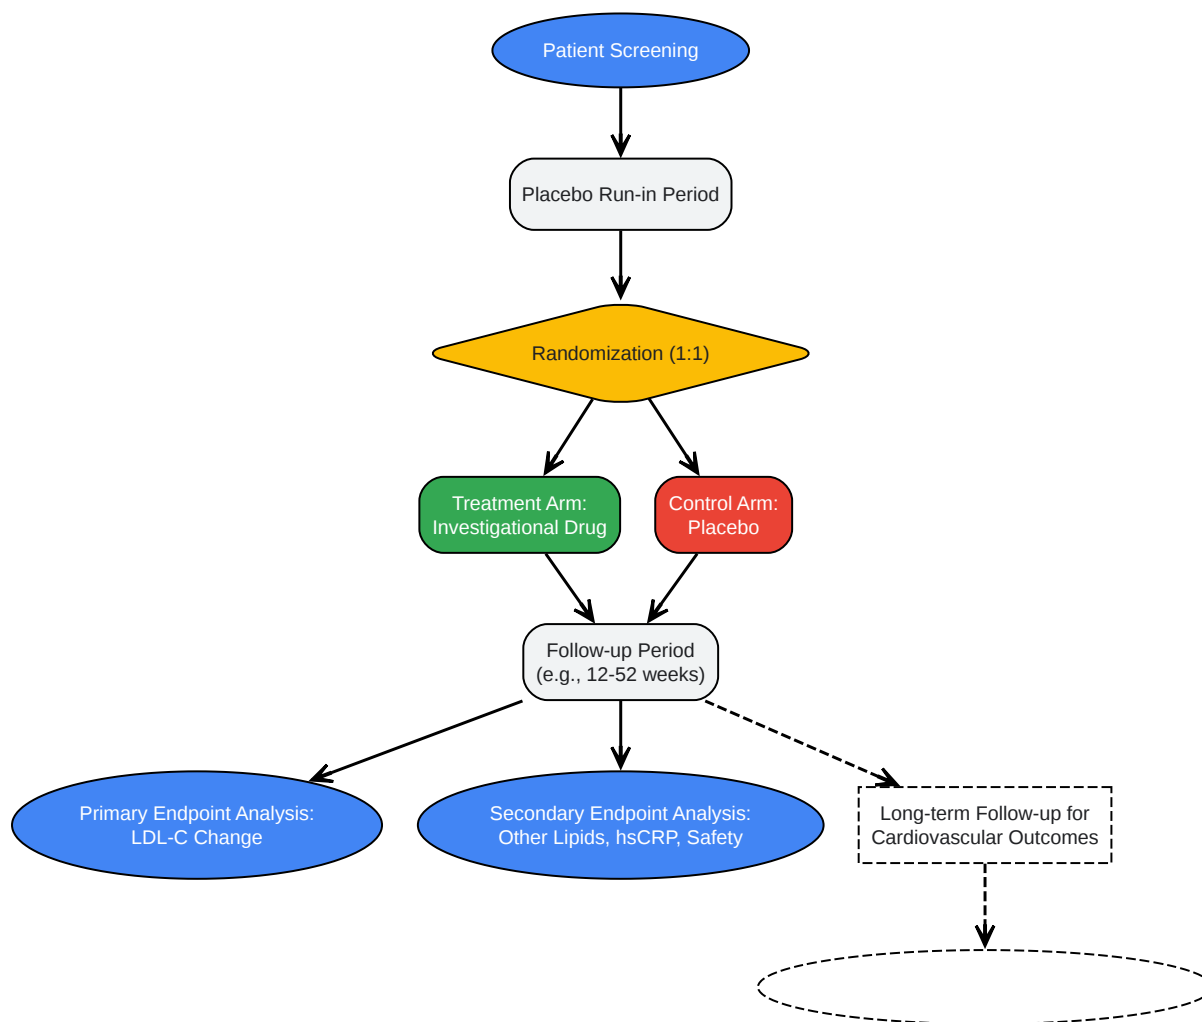 Patient Screening
Placebo Run-in Period
Randomization (1:1)
Treatment Arm:
Investigational Drug
Control Arm:
Placebo
Follow-up Period
(e.g., 12-52 weeks)
Primary Endpoint Analysis:
LDL-C Change
Secondary Endpoint Analysis:
Other Lipids, hsCRP, Safety
Long-term Follow-up for
Cardiovascular Outcomes